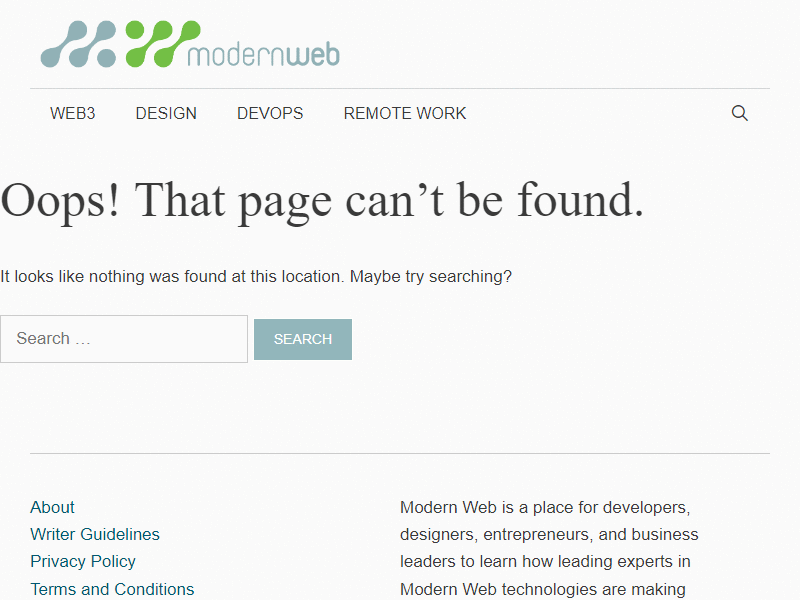 modernweb
WEB3 DESIGN DEVOPS REMOTE WORK
Oops! That page can’t be found.
It looks like nothing was found at this location. Maybe try searching?
Search … SEARCH
About
Writer Guidelines
Privacy Policy
Terms and Conditions
Modern Web is a place for developers,
designers, entrepreneurs, and business
leaders to learn how leading experts in
Modern Web technologies are making